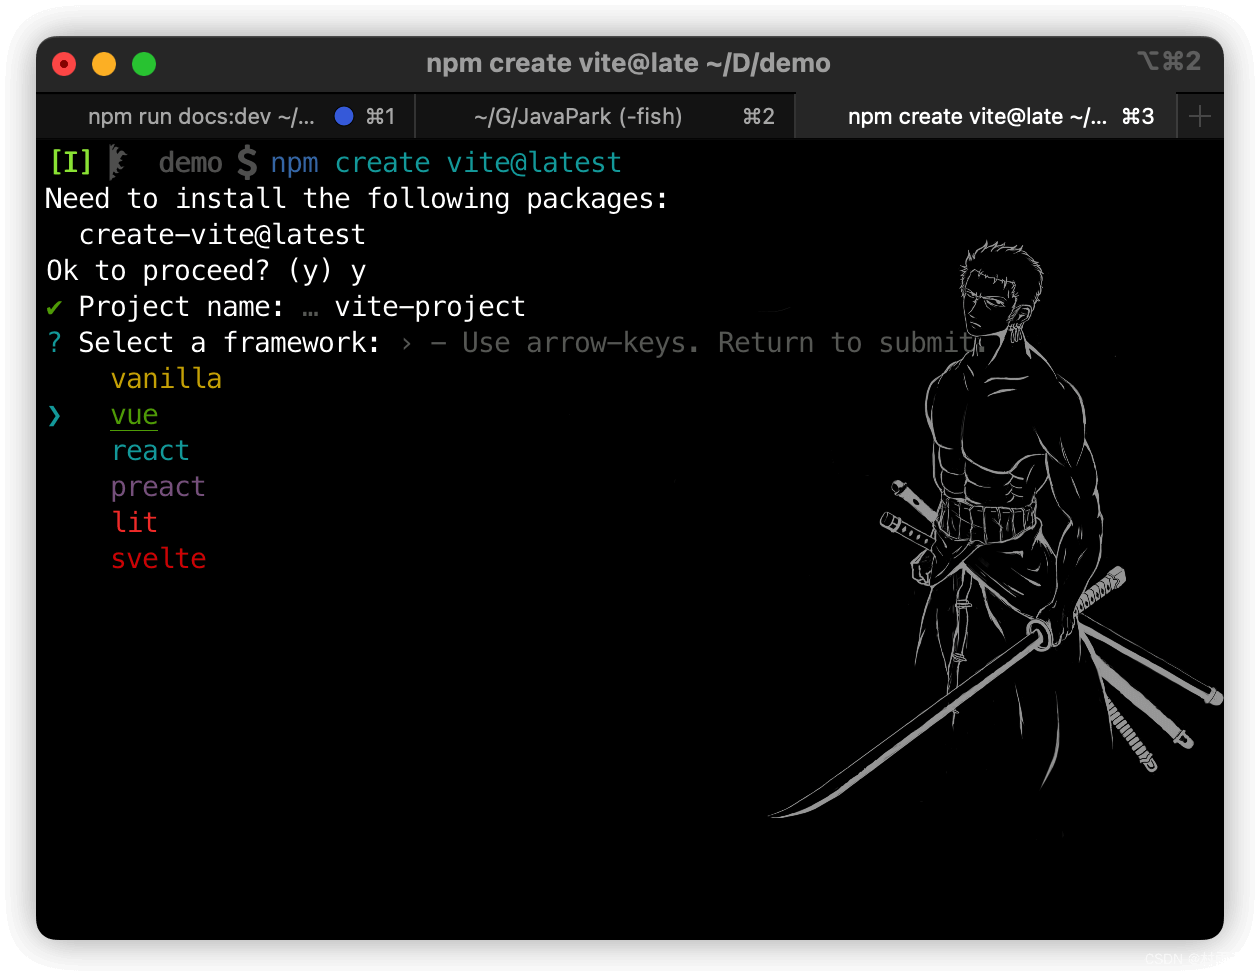 npm create vite@late ~/D/demo
⌥⌘2
npm run docs:dev ~/... ⌘1
~/G/JavaPark (-fish) ⌘2
npm create vite@late ~/... ⌘3
[I] demo $ npm create vite@latest
Need to install the following packages:
create-vite@latest
Ok to proceed? (y) y
✔ Project name: … vite-project
? Select a framework: › - Use arrow-keys. Return to submit.
vanilla
❯ vue
react
preact
lit
svelte
CSDN